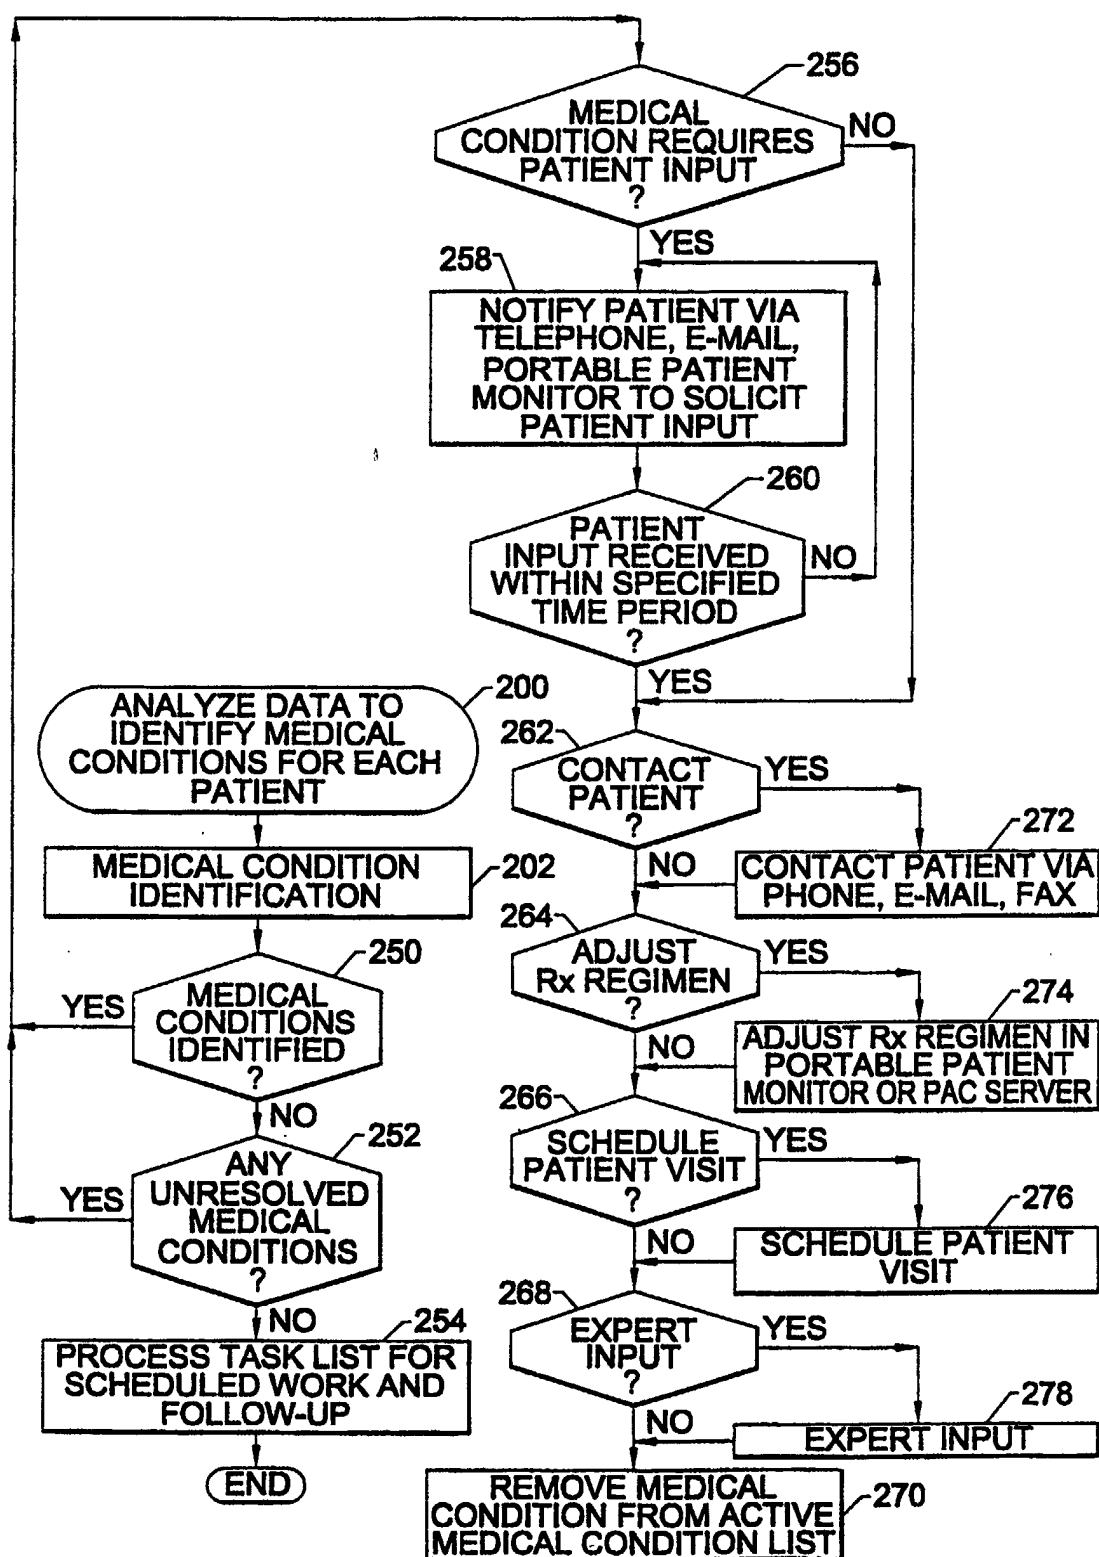 256
MEDICAL
CONDITION REQUIRES
PATIENT INPUT
?
NO
YES
258
NOTIFY PATIENT VIA
TELEPHONE, E-MAIL,
PORTABLE PATIENT
MONITOR TO SOLICIT
PATIENT INPUT
260
PATIENT
INPUT RECEIVED
WITHIN SPECIFIED
TIME PERIOD
?
NO
YES
200
ANALYZE DATA TO
IDENTIFY MEDICAL
CONDITIONS FOR EACH
PATIENT
202
MEDICAL CONDITION
IDENTIFICATION
250
MEDICAL
CONDITIONS
IDENTIFIED
?
YES
NO
252
ANY
UNRESOLVED
MEDICAL
CONDITIONS
?
YES
NO
254
PROCESS TASK LIST FOR
SCHEDULED WORK AND
FOLLOW-UP
END
262
CONTACT
PATIENT
?
YES
NO
272
CONTACT PATIENT VIA
PHONE, E-MAIL, FAX
264
ADJUST
Rx REGIMEN
?
YES
NO
274
ADJUST Rx REGIMEN IN
PORTABLE PATIENT
MONITOR OR PAC SERVER
266
SCHEDULE
PATIENT VISIT
?
YES
NO
276
SCHEDULE PATIENT
VISIT
268
EXPERT
INPUT
?
YES
NO
278
EXPERT INPUT
270
REMOVE MEDICAL
CONDITION FROM ACTIVE
MEDICAL CONDITION LIST